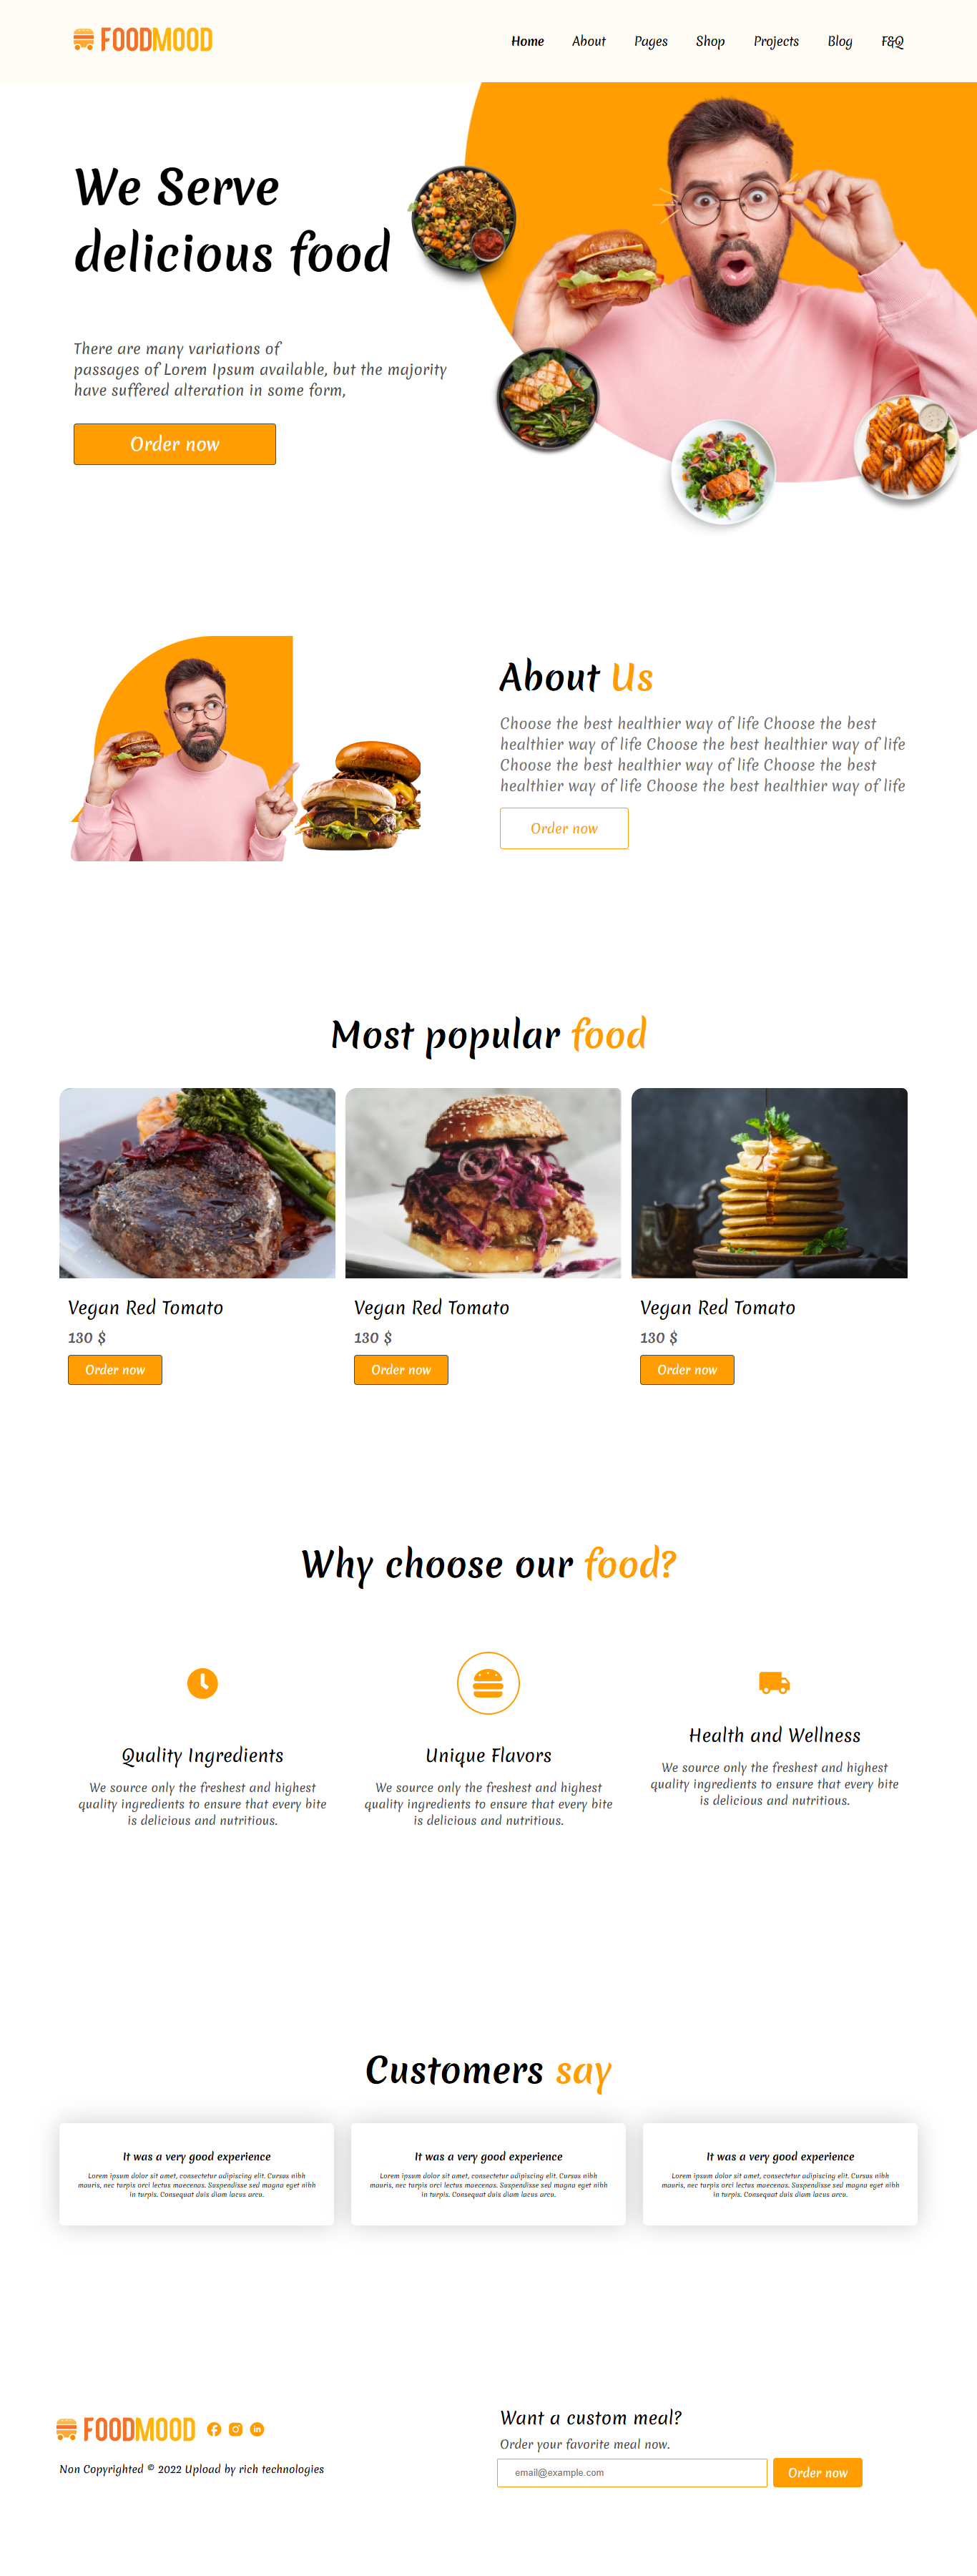 FOODMOOD
Home About Pages Shop Projects Blog F&Q
We Serve
delicious food
There are many variations of
passages of Lorem Ipsum available, but the majority
have suffered alteration in some form,
Order now
About Us
Choose the best healthier way of life Choose the best
healthier way of life Choose the best healthier way of life
Choose the best healthier way of life Choose the best
healthier way of life Choose the best healthier way of life
Order now
Most popular food
Vegan Red Tomato
130 $
Order now
Vegan Red Tomato
130 $
Order now
Vegan Red Tomato
130 $
Order now
Why choose our food?
Quality Ingredients
We source only the freshest and highest
quality ingredients to ensure that every bite
is delicious and nutritious.
Unique Flavors
We source only the freshest and highest
quality ingredients to ensure that every bite
is delicious and nutritious.
Health and Wellness
We source only the freshest and highest
quality ingredients to ensure that every bite
is delicious and nutritious.
Customers say
It was a very good experience
Lorem ipsum dolor sit amet, consectetur adipiscing elit. Cursus nibh
mauris, nec turpis orci lectus maecenas. Suspendisse sed magna eget nibh
in turpis. Consequat duis diam lacus arcu.
It was a very good experience
Lorem ipsum dolor sit amet, consectetur adipiscing elit. Cursus nibh
mauris, nec turpis orci lectus maecenas. Suspendisse sed magna eget nibh
in turpis. Consequat duis diam lacus arcu.
It was a very good experience
Lorem ipsum dolor sit amet, consectetur adipiscing elit. Cursus nibh
mauris, nec turpis orci lectus maecenas. Suspendisse sed magna eget nibh
in turpis. Consequat duis diam lacus arcu.
FOODMOOD
Non Copyrighted © 2022 Upload by rich technologies
Want a custom meal?
Order your favorite meal now.
email@example.com
Order now